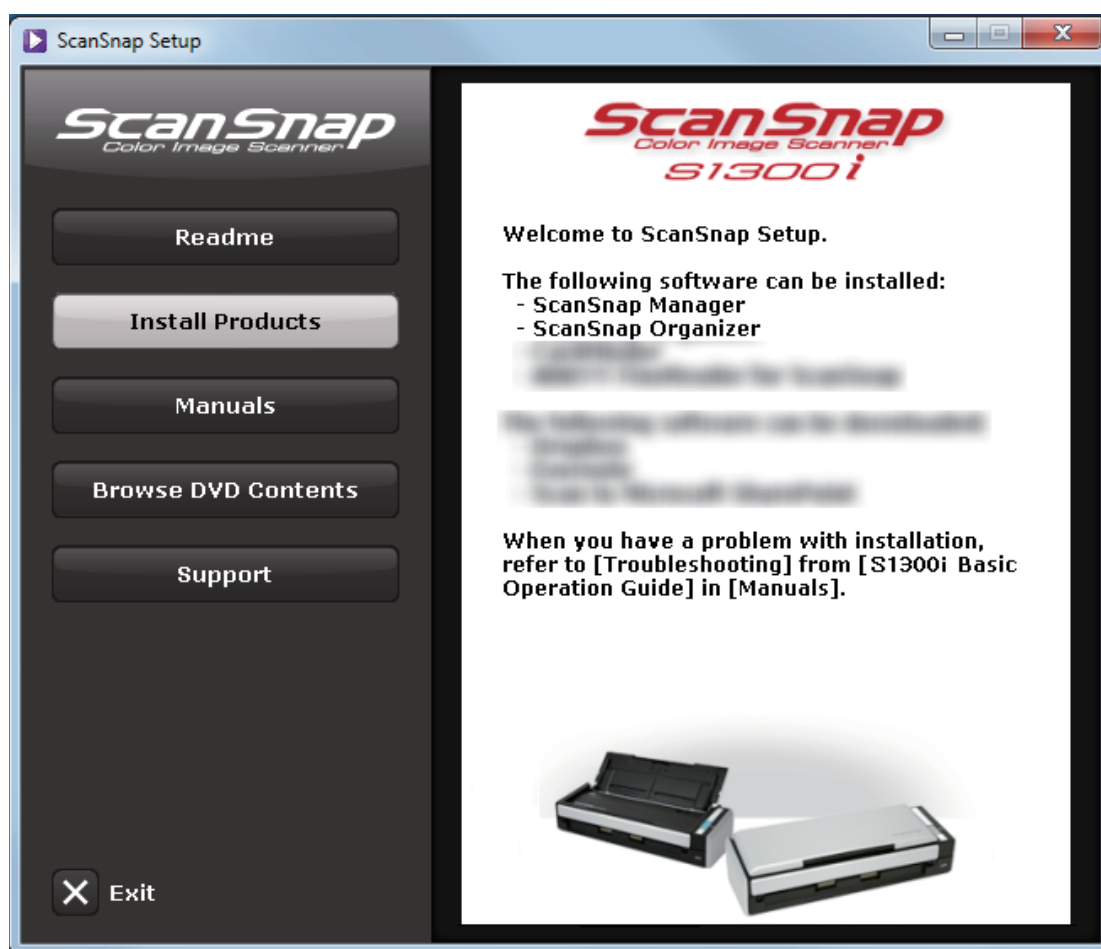 ScanSnap Setup
ScanSnap
Color Image Scanner
Readme
Install Products
Manuals
Browse DVD Contents
Support
Exit
ScanSnap
Color Image Scanner
S1300i
Welcome to ScanSnap Setup.
The following software can be installed:
- ScanSnap Manager
- ScanSnap Organizer
When you have a problem with installation,
refer to [Troubleshooting] from [S1300i Basic
Operation Guide] in [Manuals].